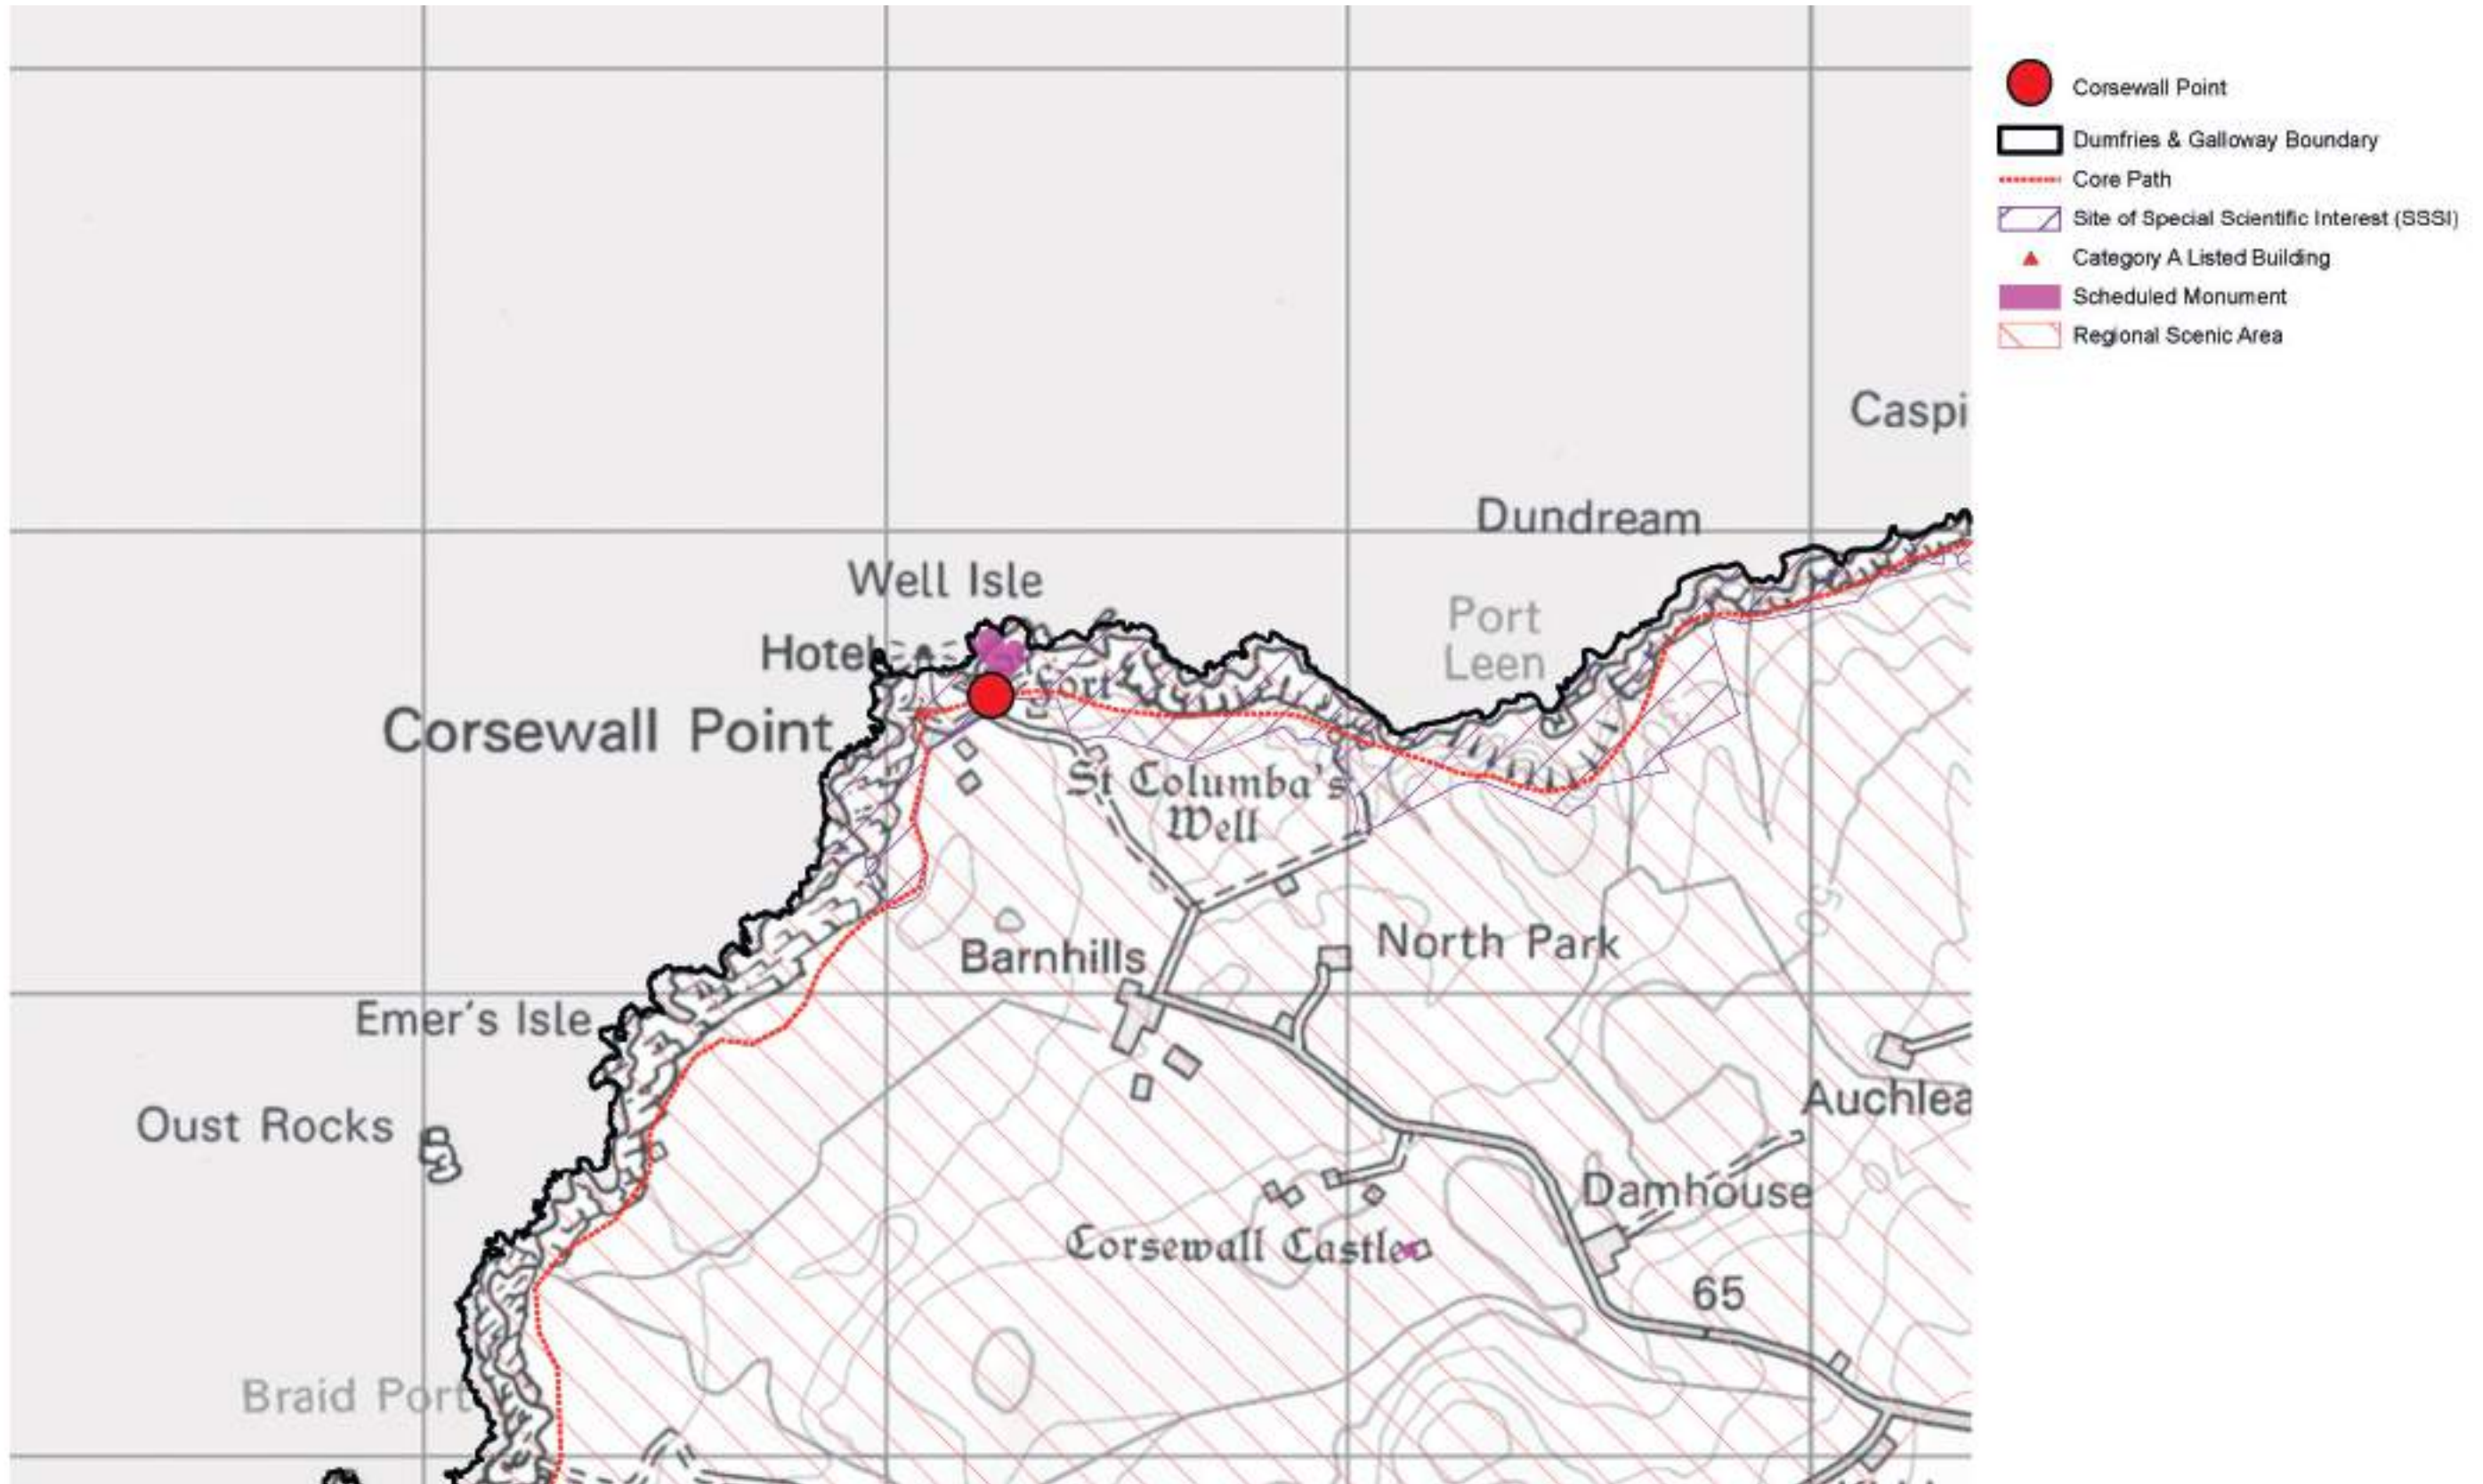 Corsewall Point
Dumfries & Galloway Boundary
Core Path
Site of Special Scientific Interest (SSSI)
Category A Listed Building
Scheduled Monument
Regional Scenic Area
Caspi
Dundream
Well Isle
Port
Leen
Hotel
Fort
Corsewall Point
St Columba's
Well
50
Barnhills
North Park
Emer's Isle
Auchlea
Oust Rocks
Damhouse
Corsewall Castle
65
Braid Port